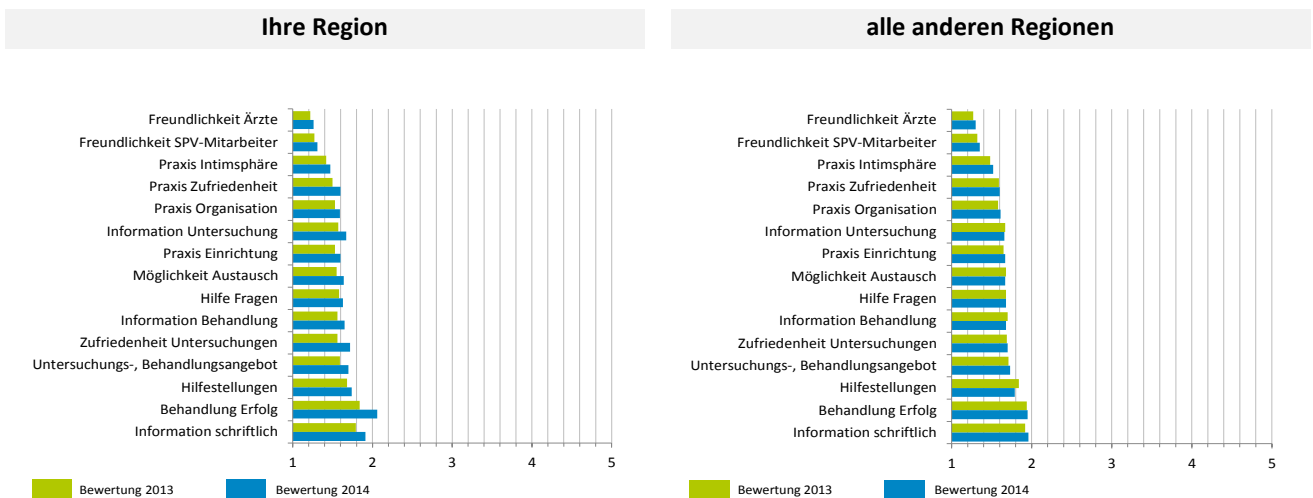 Ihre Region
Freundlichkeit Ärzte
Freundlichkeit SPV-Mitarbeiter
Praxis Intimsphäre
Praxis Zufriedenheit
Praxis Organisation
Information Untersuchung
Praxis Einrichtung
Möglichkeit Austausch
Hilfe Fragen
Information Behandlung
Zufriedenheit Untersuchungen
Untersuchungs-, Behandlungsangebot
Hilfestellungen
Behandlung Erfolg
Information schriftlich
1 2 3 4 5
Bewertung 2013 Bewertung 2014
alle anderen Regionen
Freundlichkeit Ärzte
Freundlichkeit SPV-Mitarbeiter
Praxis Intimsphäre
Praxis Zufriedenheit
Praxis Organisation
Information Untersuchung
Praxis Einrichtung
Möglichkeit Austausch
Hilfe Fragen
Information Behandlung
Zufriedenheit Untersuchungen
Untersuchungs-, Behandlungsangebot
Hilfestellungen
Behandlung Erfolg
Information schriftlich
1 2 3 4 5
Bewertung 2013 Bewertung 2014